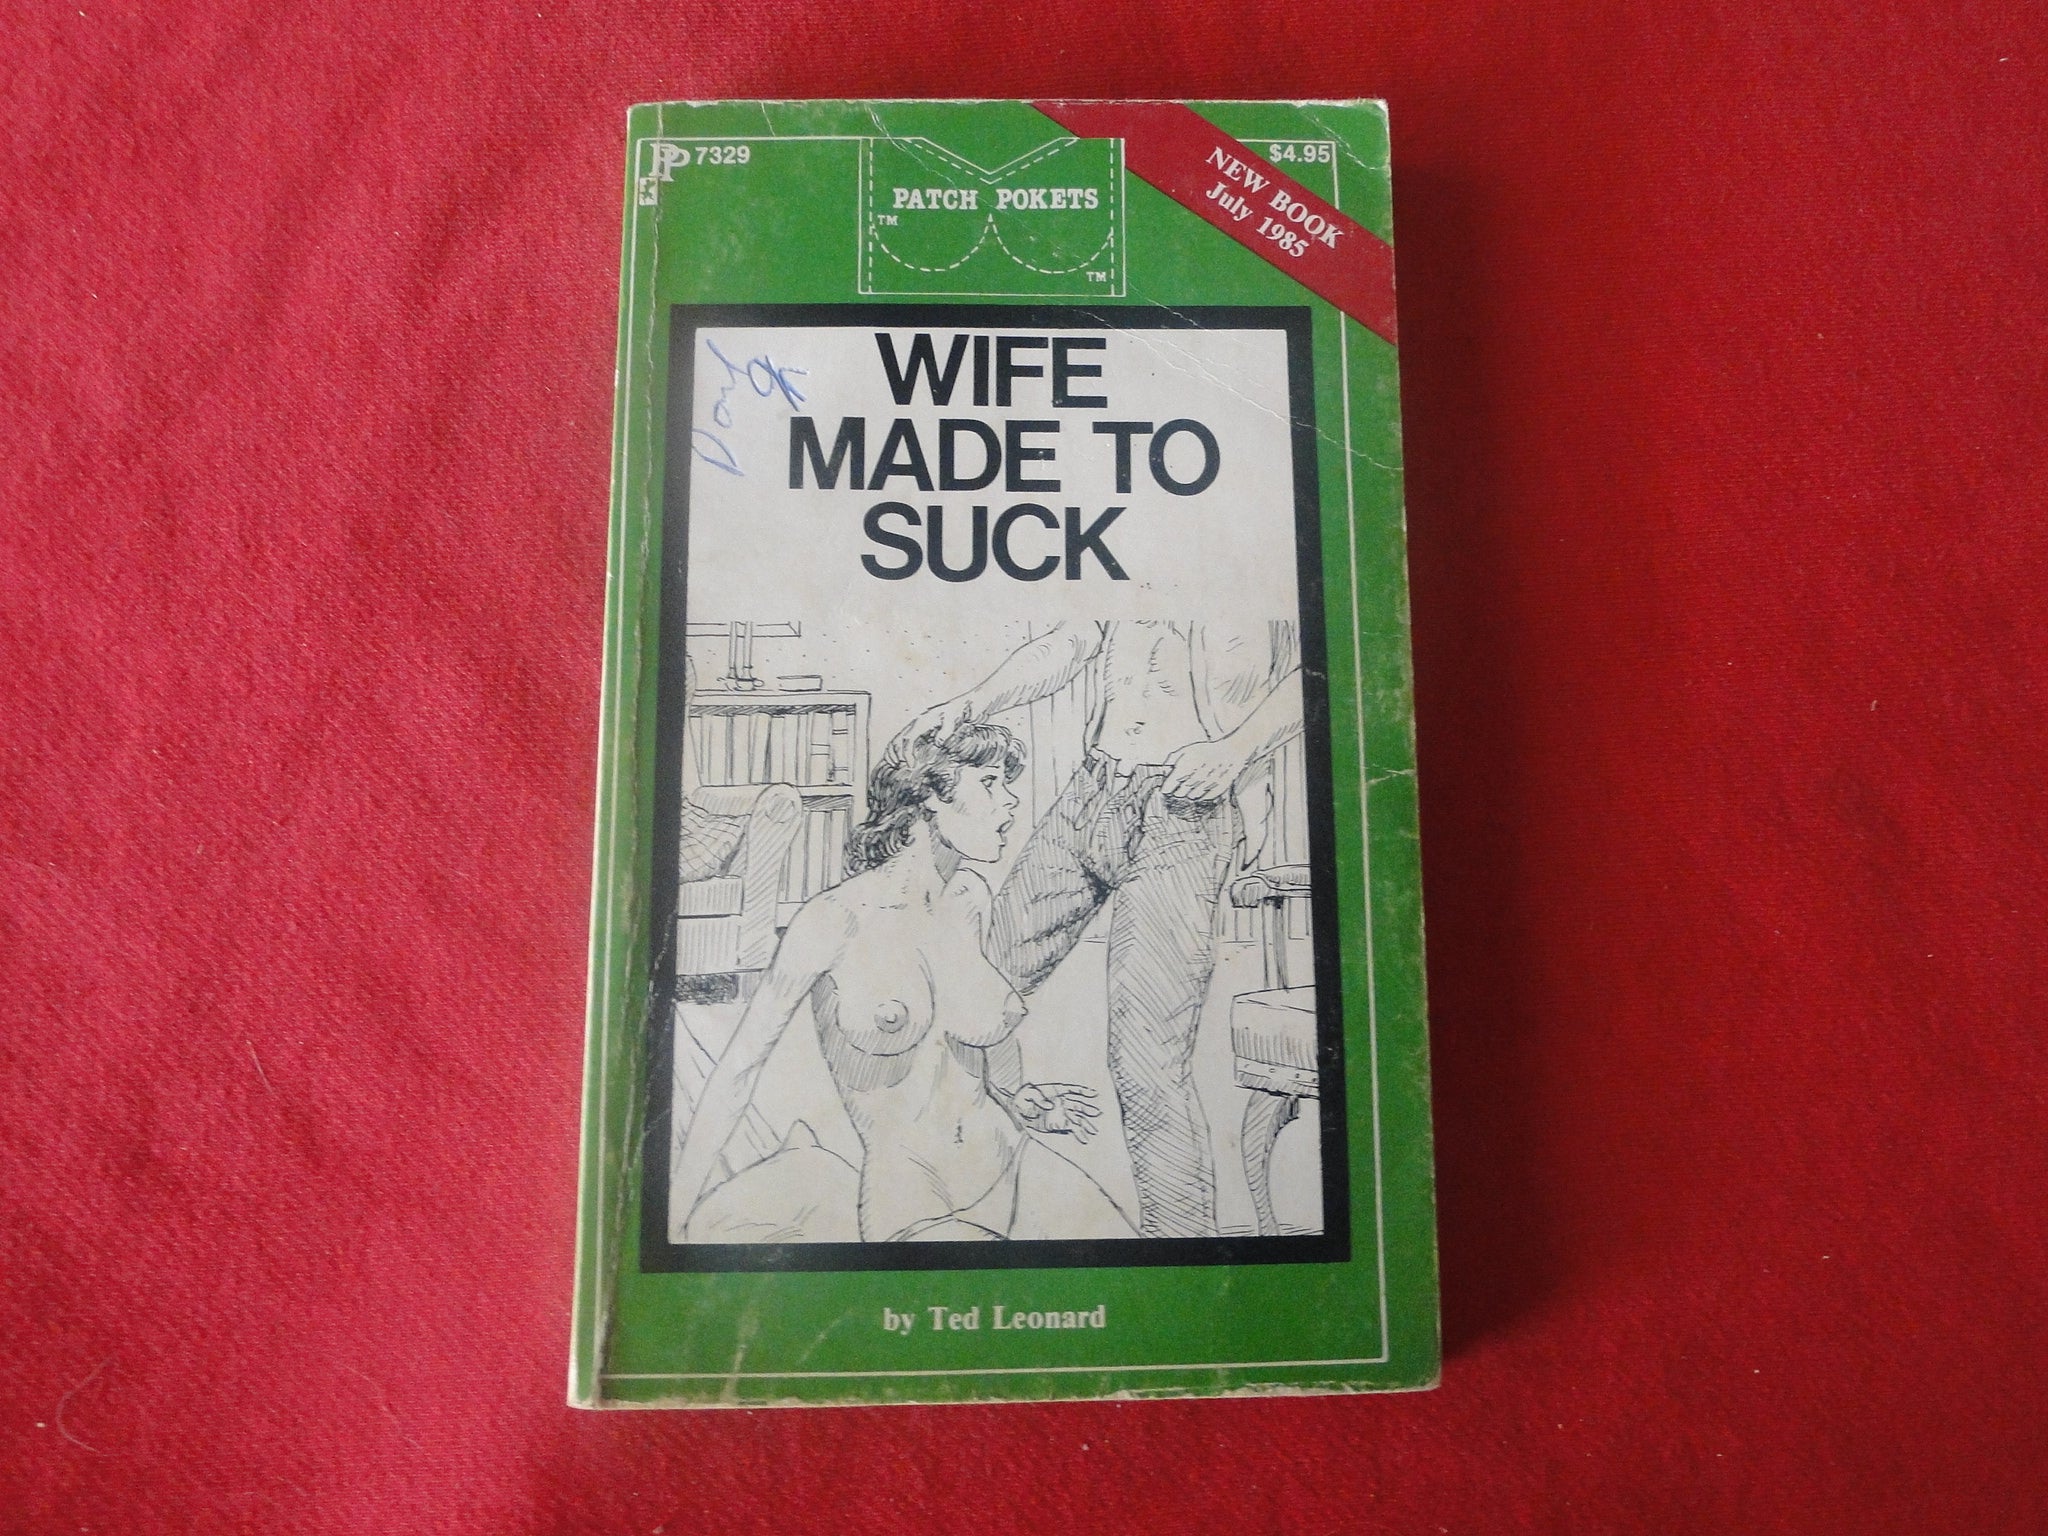 PP 7329
$4.95
PATCH POKETS
TM
TM
NEW BOOK
July 1985
WIFE
MADE TO
SUCK
by Ted Leonard